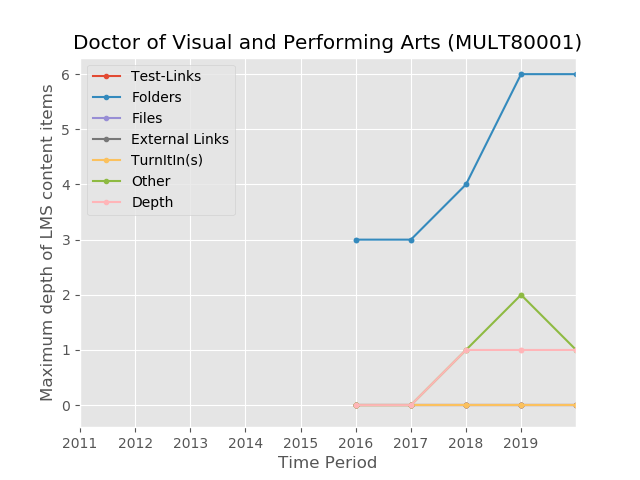 Doctor of Visual and Performing Arts (MULT80001)
Test-Links
Folders
Files
External Links
TurnItIn(s)
Other
Depth
Maximum depth of LMS content items
6
5
4
3
2
1
0
2011 2012 2013 2014 2015 2016 2017 2018 2019
Time Period